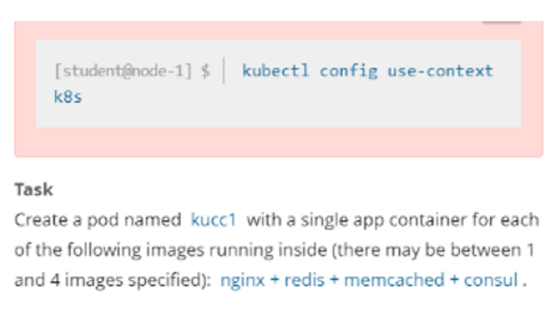 [student@node-1] $ | kubectl config use-context
k8s
Task
Create a pod named kucc1 with a single app container for each
of the following images running inside (there may be between 1
and 4 images specified): nginx + redis + memcached + consul .